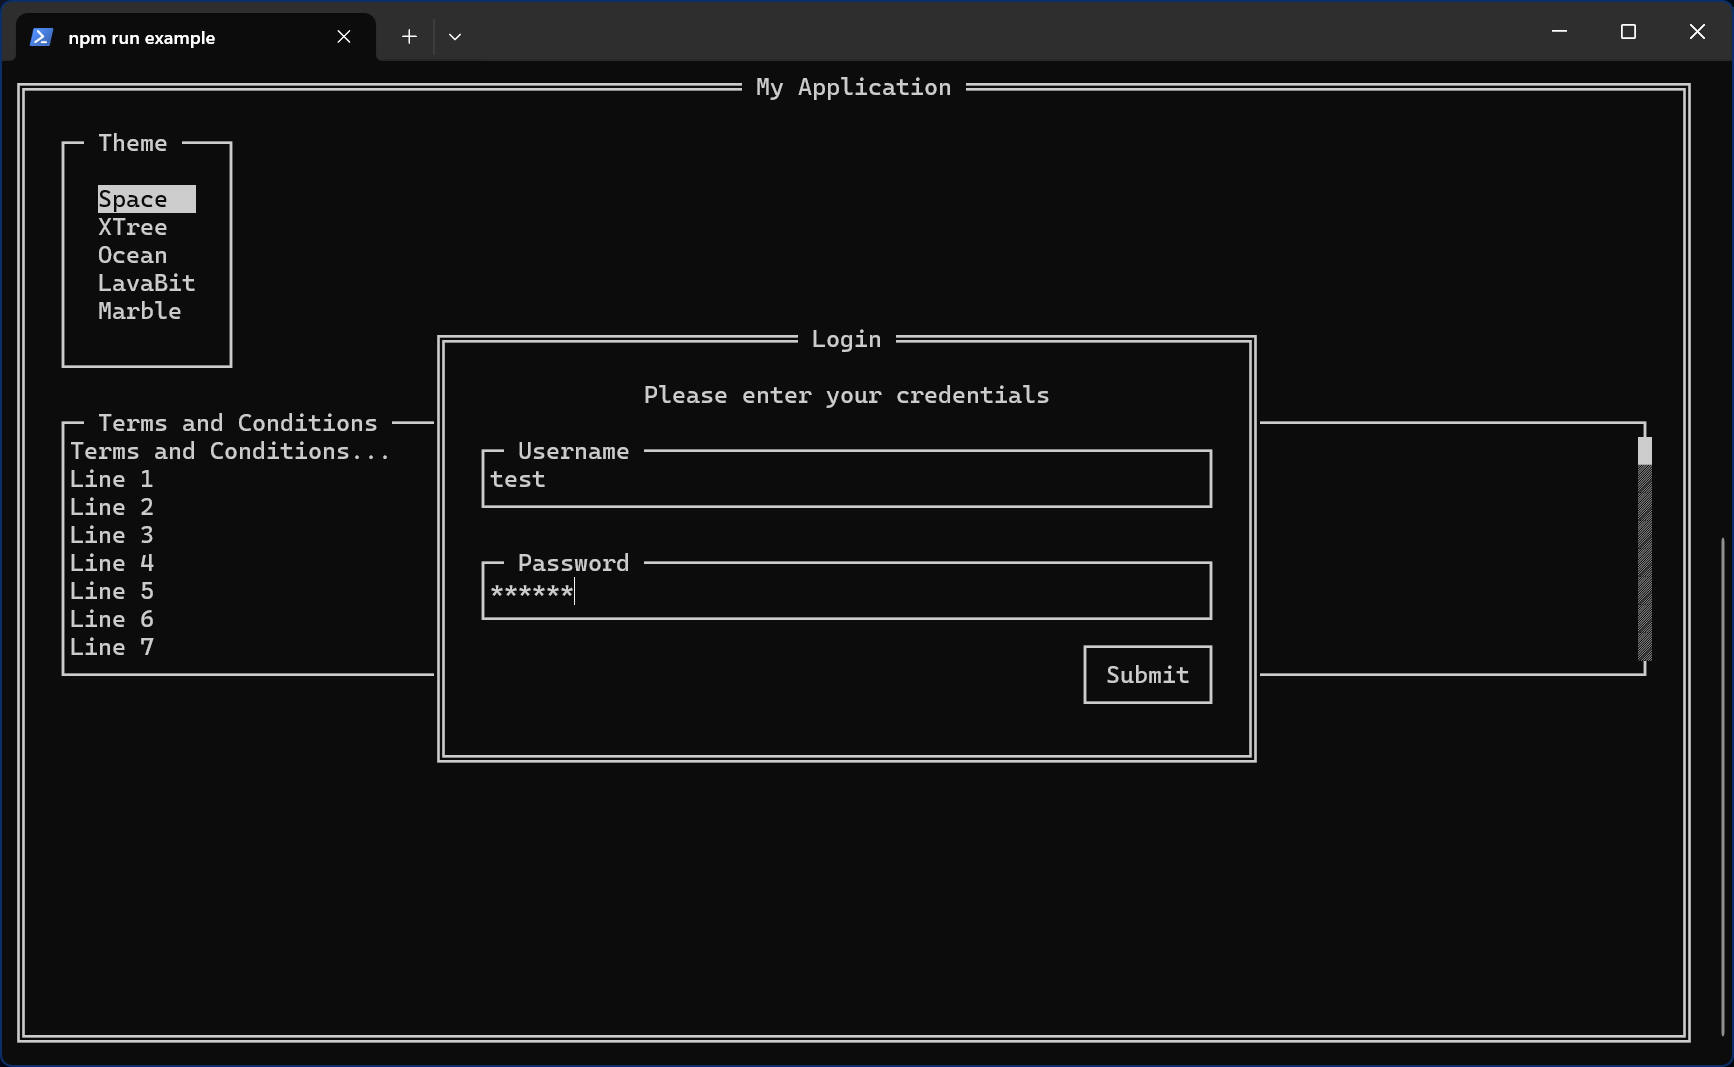 npm run example
My Application
Theme
Space
XTree
Ocean
LavaBit
Marble
Login
Please enter your credentials
Terms and Conditions
Terms and Conditions...
Line 1
Line 2
Line 3
Line 4
Line 5
Line 6
Line 7
Username
test
Password
******
Submit